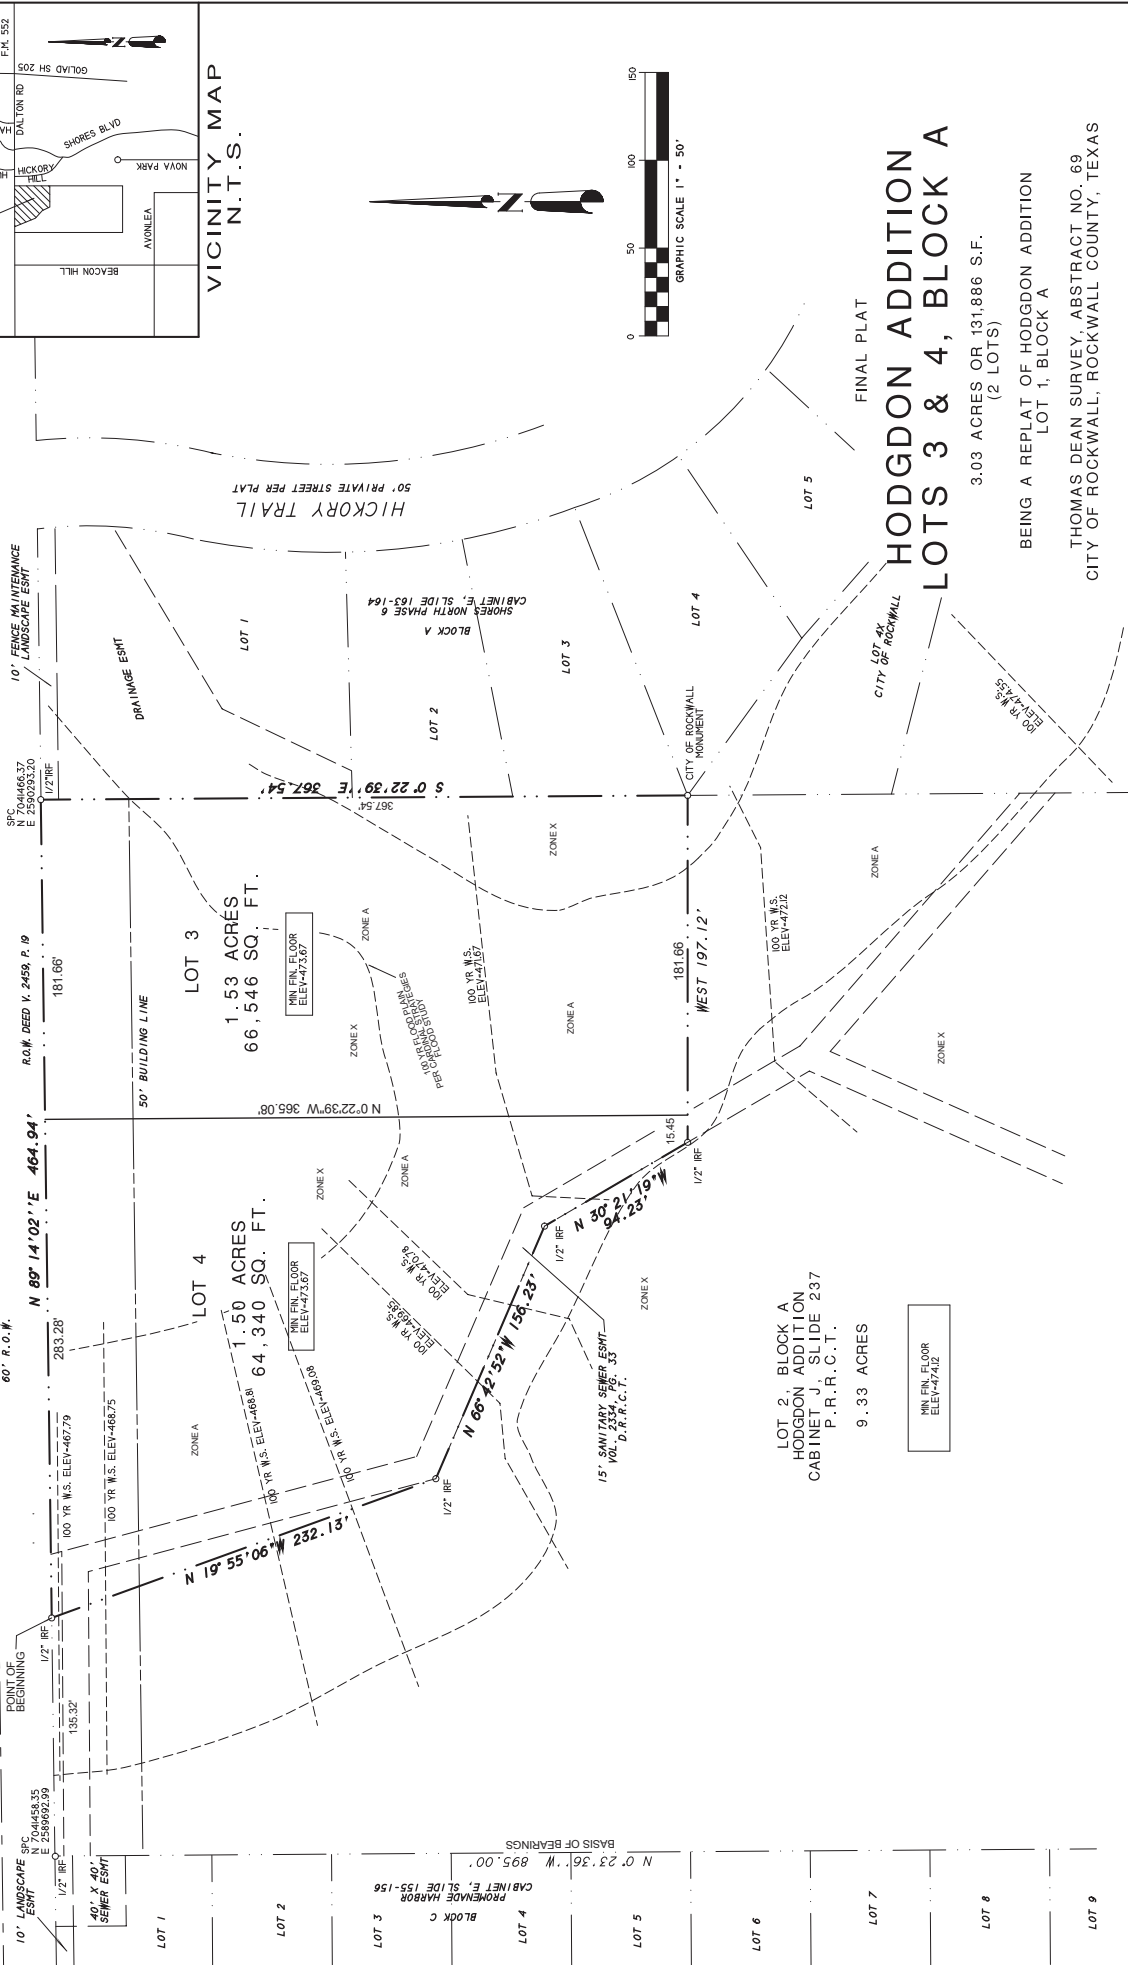 F.M. 552
GOLIAD SH 205
DALTON RD
SHORES BLVD
HICKORY
HILL
NOVA PARK
AVONLEA
BEACON HILL
N
VICINITY MAP
N.T.S.
N
0 50 100 150
GRAPHIC SCALE 1" - 50'
FINAL PLAT
HODGDON ADDITION
LOTS 3 & 4, BLOCK A
3.03 ACRES OR 131,886 S.F.
(2 LOTS)
BEING A REPLAT OF HODGDON ADDITION
LOT 1, BLOCK A
THOMAS DEAN SURVEY, ABSTRACT NO. 69
CITY OF ROCKWALL, ROCKWALL COUNTY, TEXAS
50' PRIVATE STREET PER PLAT
HICKORY TRAIL
10' FENCE MAINTENANCE
LANDSCAPE ESMT
DRAINAGE ESMT
LOT 1
LOT 2
LOT 3
LOT 4
LOT 5
BLOCK A
SHORES NORTH PHASE 6
CABINET E, SLIDE 163-164
LOT 4X
CITY OF ROCKWALL
100 YR W.S.
ELEV-474.55
CITY OF ROCKWALL
MONUMENT
SPC
N 7041466.37
E 2590293.20
1/2"IRF
S 0°22'39''E 367.54'
367.54'
R.O.W. DEED V. 2459, P. 19
181.66'
N 89°14'02''E 464.94'
60' R.O.W.
283.28'
50' BUILDING LINE
LOT 3
1.53 ACRES
66,546 SQ. FT.
MIN FIN. FLOOR
ELEV-473.67
ZONE X
ZONE A
100 YR FLOOD PLAIN
PER CARDINAL STRATEGIES
FLOOD STUDY
100 YR W.S.
ELEV-471.67
ZONE X
ZONE A
N 0°22'39"W 365.08'
181.66
WEST 197.12'
15.45
1/2" IRF
100 YR W.S.
ELEV-472.12
ZONE A
ZONE X
LOT 4
1.50 ACRES
64,340 SQ. FT.
MIN FIN. FLOOR
ELEV-473.67
ZONE X
ZONE A
ZONE A
100 YR W.S.
ELEV-470.78
100 YR W.S.
ELEV-469.85
100 YR W.S. ELEV-469.08
100 YR W.S. ELEV-468.81
100 YR W.S. ELEV-468.75
100 YR W.S. ELEV-467.79
N 30°21'19"W
94.23'
1/2" IRF
N 66°42'52"W 156.23'
1/2" IRF
N 19°55'06"W 232.13'
ZONE X
15' SANITARY SEWER ESMT
VOL. 2334, PG. 33
D.R.R.C.T.
LOT 2, BLOCK A
HODGDON ADDITION
CABINET J, SLIDE 237
P.R.R.C.T.
9.33 ACRES
MIN FIN. FLOOR
ELEV-474.12
POINT OF
BEGINNING
1/2" IRF
135.32'
SPC
N 7041458.35
E 2589692.99
1/2" IRF
10' LANDSCAPE
ESMT
40' X 40'
SEWER ESMT
N 0°23'36''W 895.00'
BASIS OF BEARINGS
BLOCK C
PROMENADE HARBOR
CABINET E, SLIDE 155-156
LOT 1
LOT 2
LOT 3
LOT 4
LOT 5
LOT 6
LOT 7
LOT 8
LOT 9